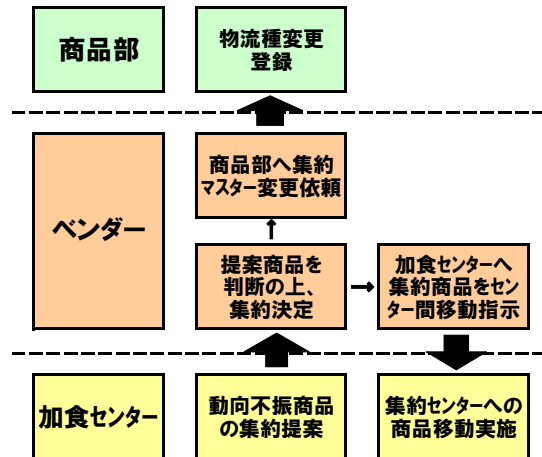 商品部
物流種変更
登録
ベンダー
商品部へ集約
マスター変更依頼
提案商品を
判断の上、
集約決定
加食センターへ
集約商品をセン
ター間移動指示
加食センター
動向不振商品
の集約提案
集約センターへの
商品移動実施